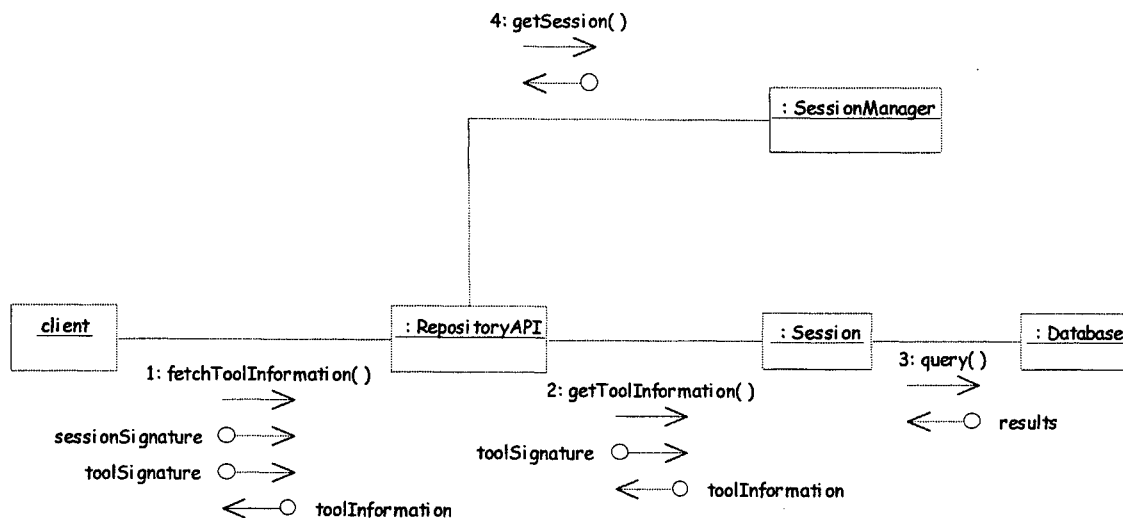 4: getSession()
: SessionManager
client
: RepositoryAPI
: Session
: Database
1: fetchToolInformation()
2: getToolInformation()
3: query()
sessionSignature
toolSignature
toolInformation
toolSignature
toolInformation
results